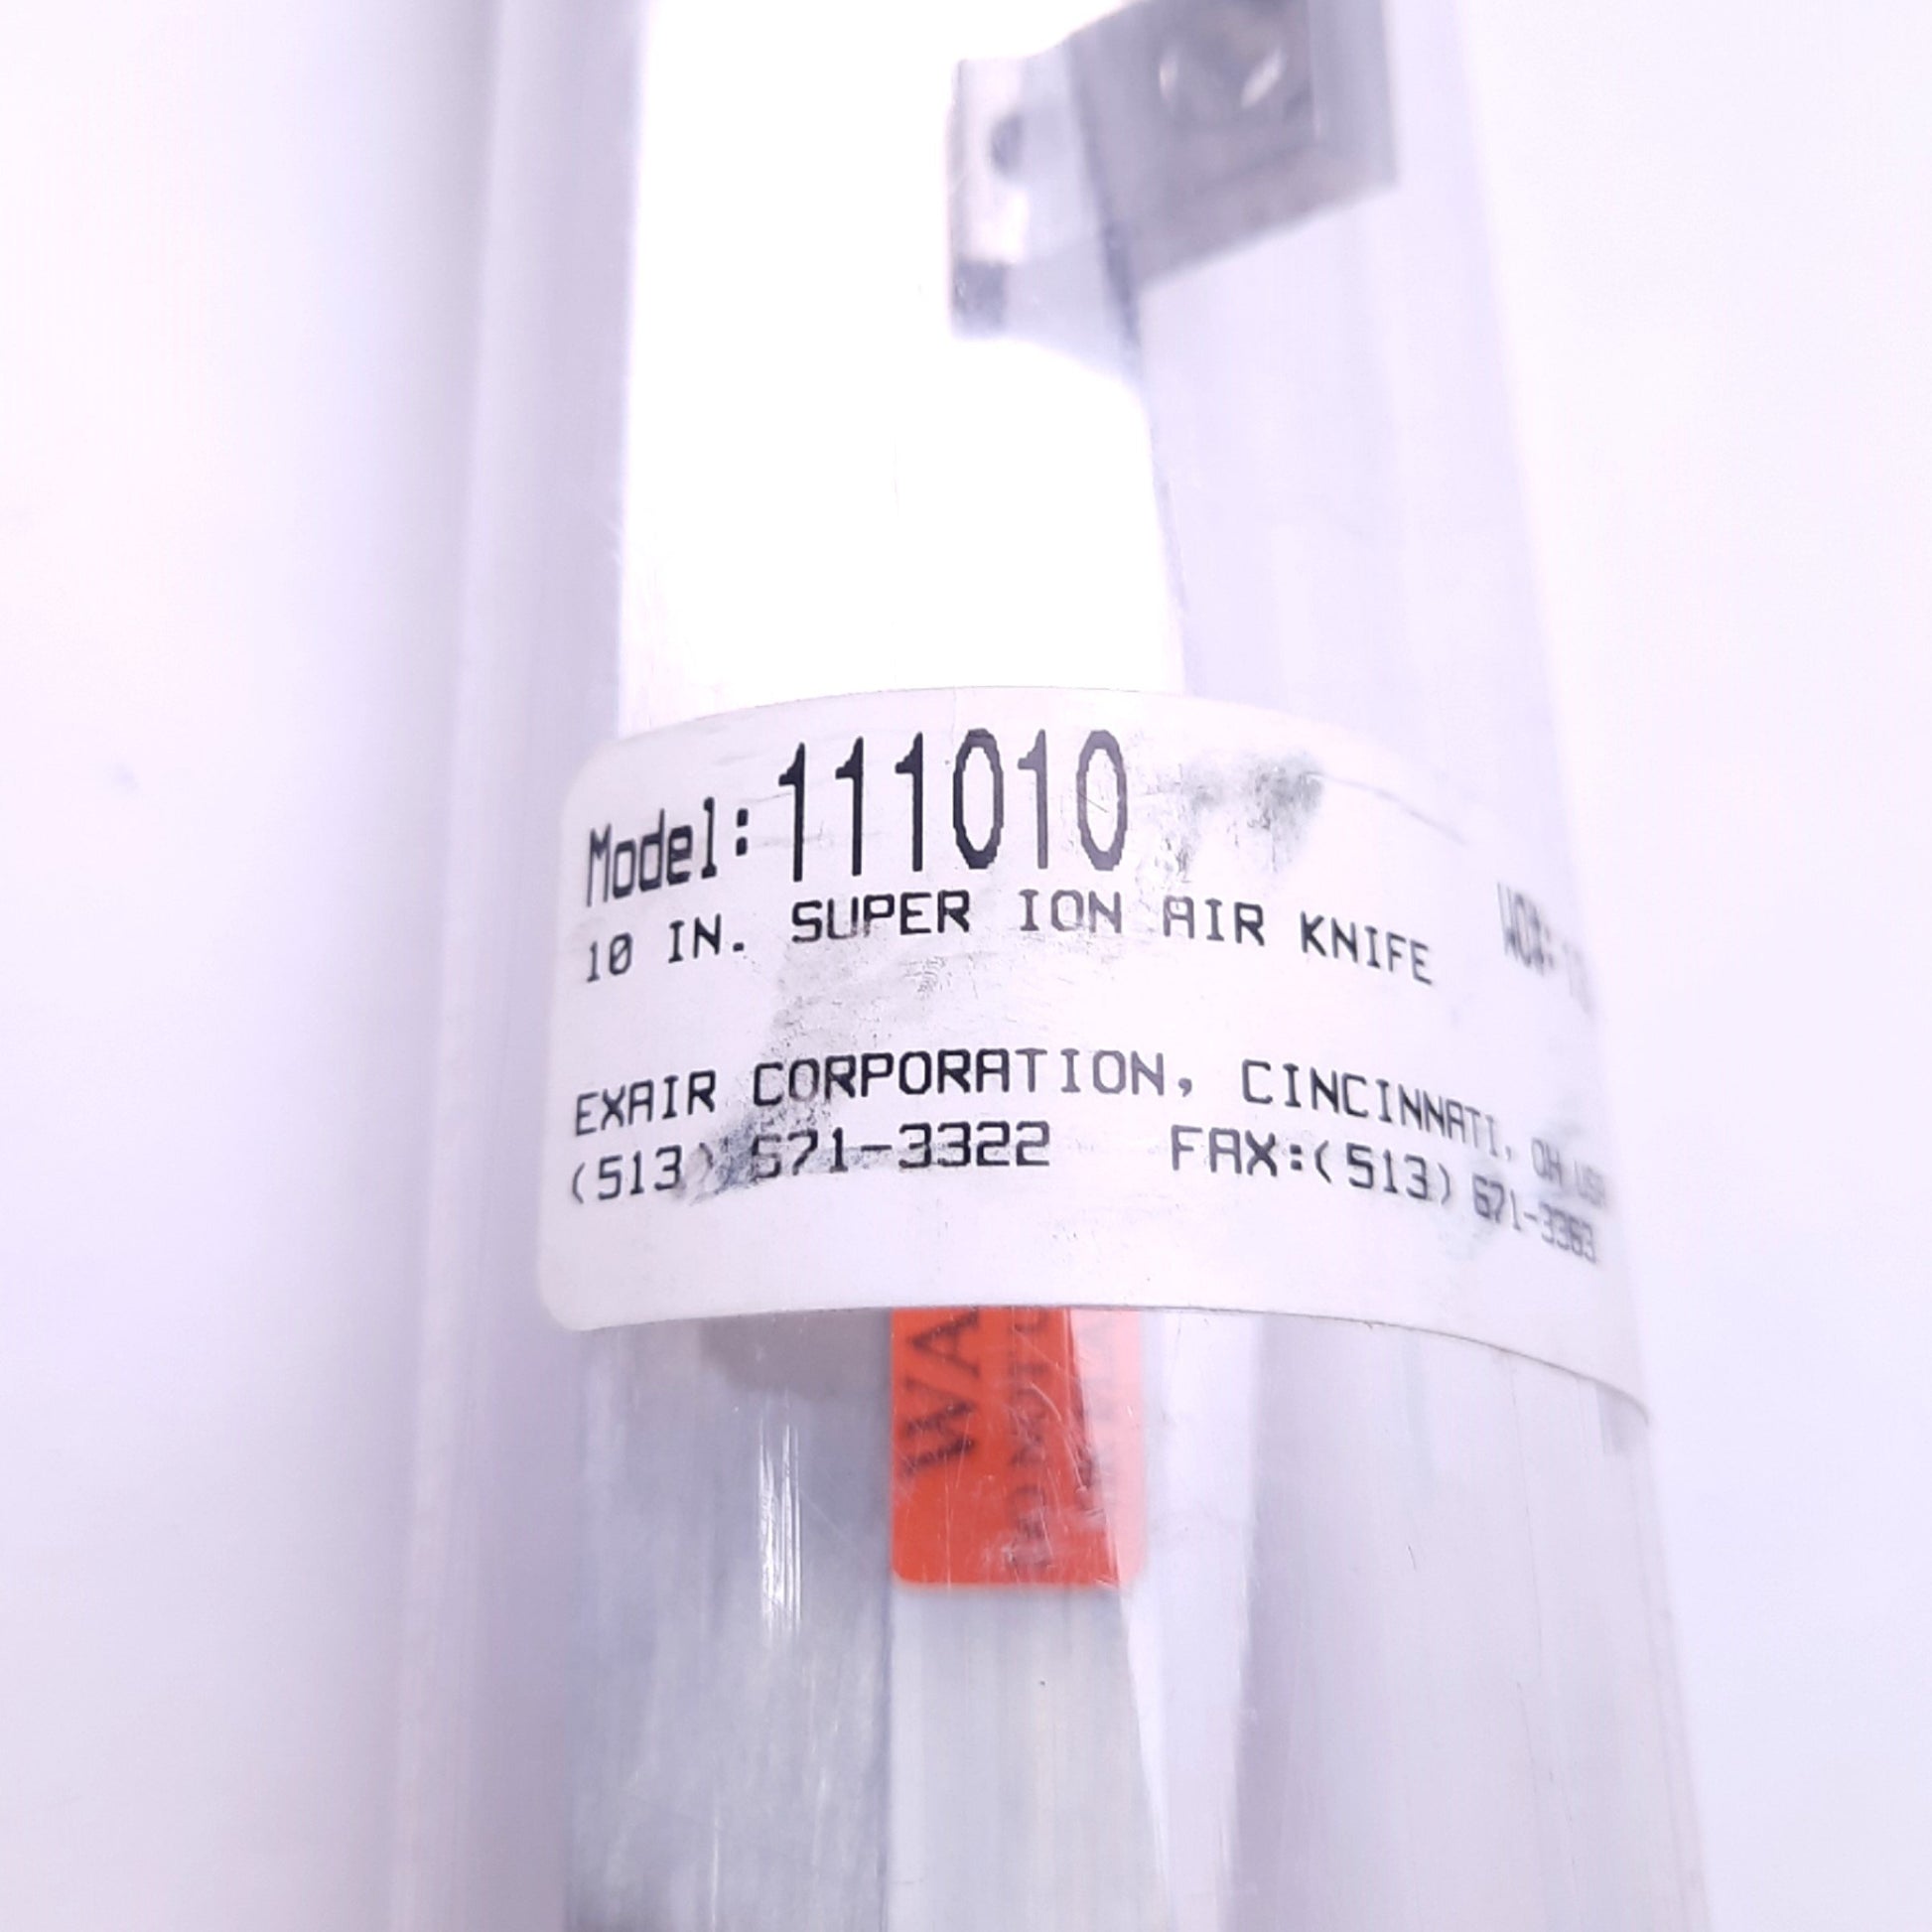 Model:111010
10 IN. SUPER ION AIR KNIFE
EXAIR CORPORATION, CINCINNATI, OH USA
(513) 671-3322 FAX:(513) 671-3363
WA